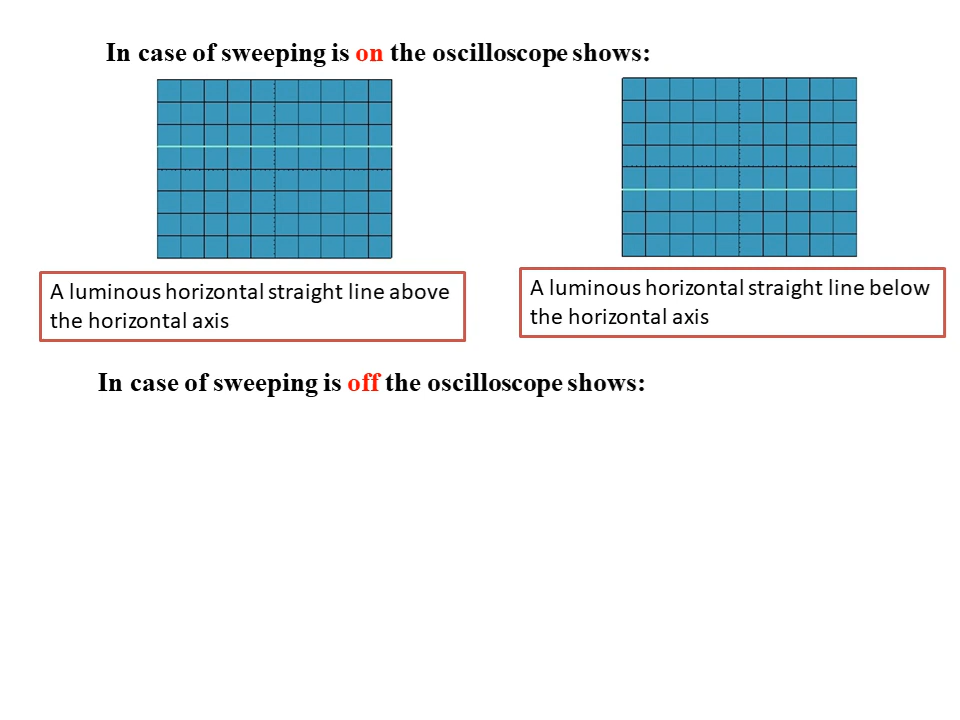 In case of sweeping is on the oscilloscope shows:
A luminous horizontal straight line above
the horizontal axis
A luminous horizontal straight line below
the horizontal axis
In case of sweeping is off the oscilloscope shows: